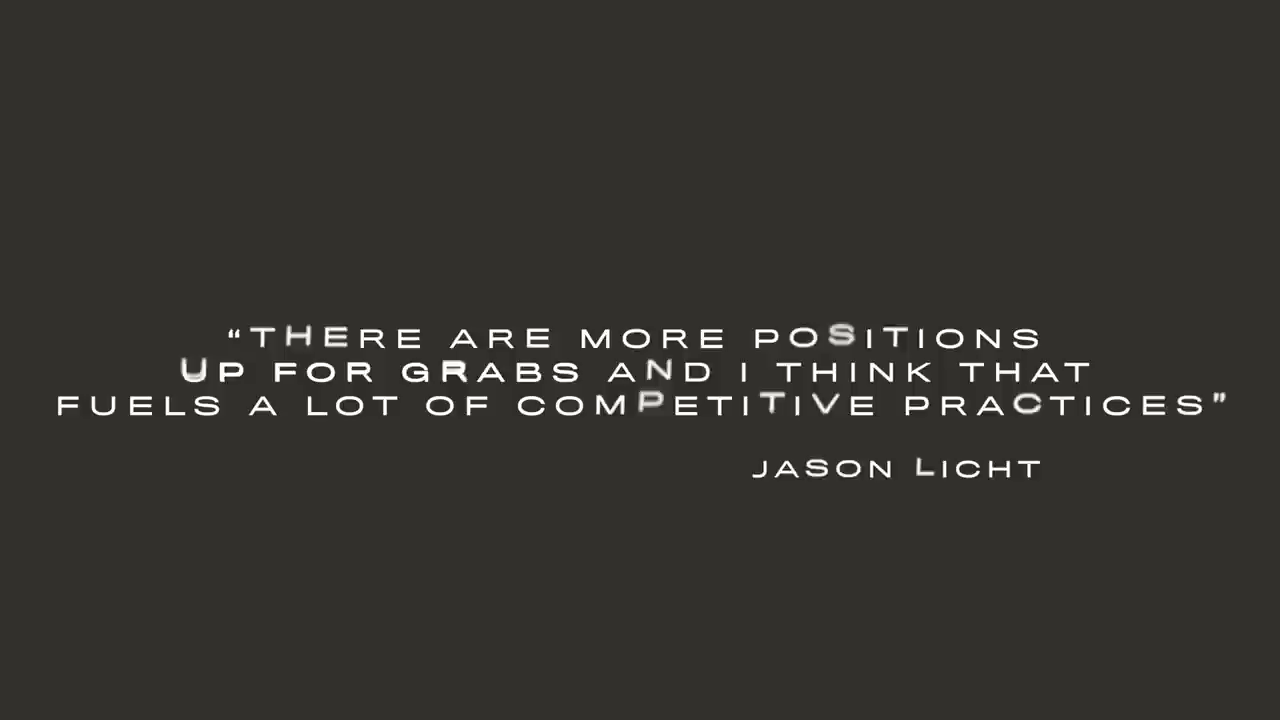 “THERE ARE MORE POSITIONS
UP FOR GRABS AND I THINK THAT
FUELS A LOT OF COMPETITIVE PRACTICES”
JASON LICHT